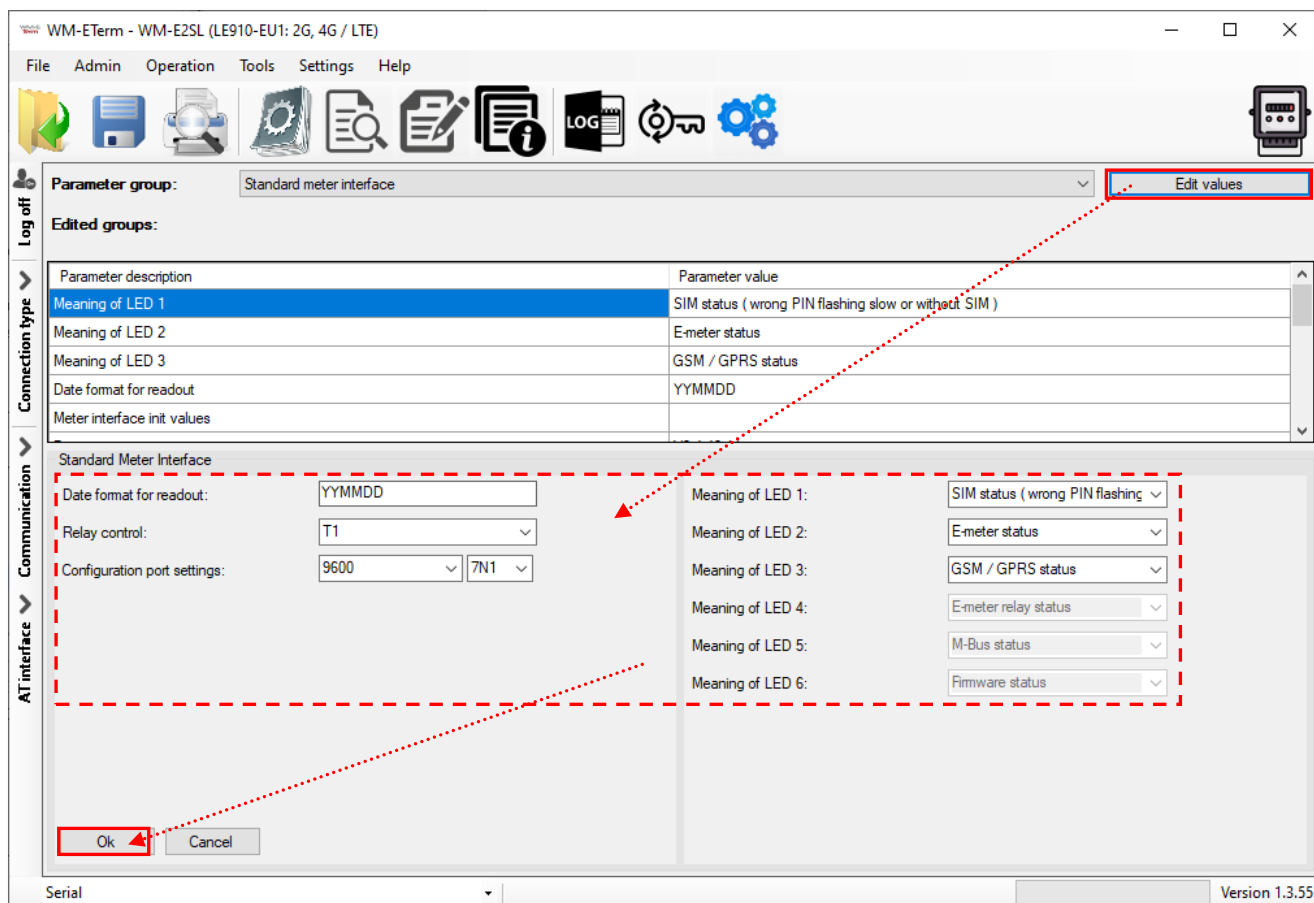 WM-ETerm - WM-E2SL (LE910-EU1: 2G, 4G / LTE)
File Admin Operation Tools Settings Help
LOG
Log off
Connection type
Communication
AT interface
Parameter group: Standard meter interface Edit values
Edited groups:
Parameter description Parameter value
Meaning of LED 1 SIM status ( wrong PIN flashing slow or without SIM )
Meaning of LED 2 E-meter status
Meaning of LED 3 GSM / GPRS status
Date format for readout YYMMDD
Meter interface init values
Standard Meter Interface
Date format for readout: YYMMDD
Relay control: T1
Configuration port settings: 9600 7N1
Meaning of LED 1: SIM status ( wrong PIN flashing
Meaning of LED 2: E-meter status
Meaning of LED 3: GSM / GPRS status
Meaning of LED 4: E-meter relay status
Meaning of LED 5: M-Bus status
Meaning of LED 6: Firmware status
Ok Cancel
Serial Version 1.3.55